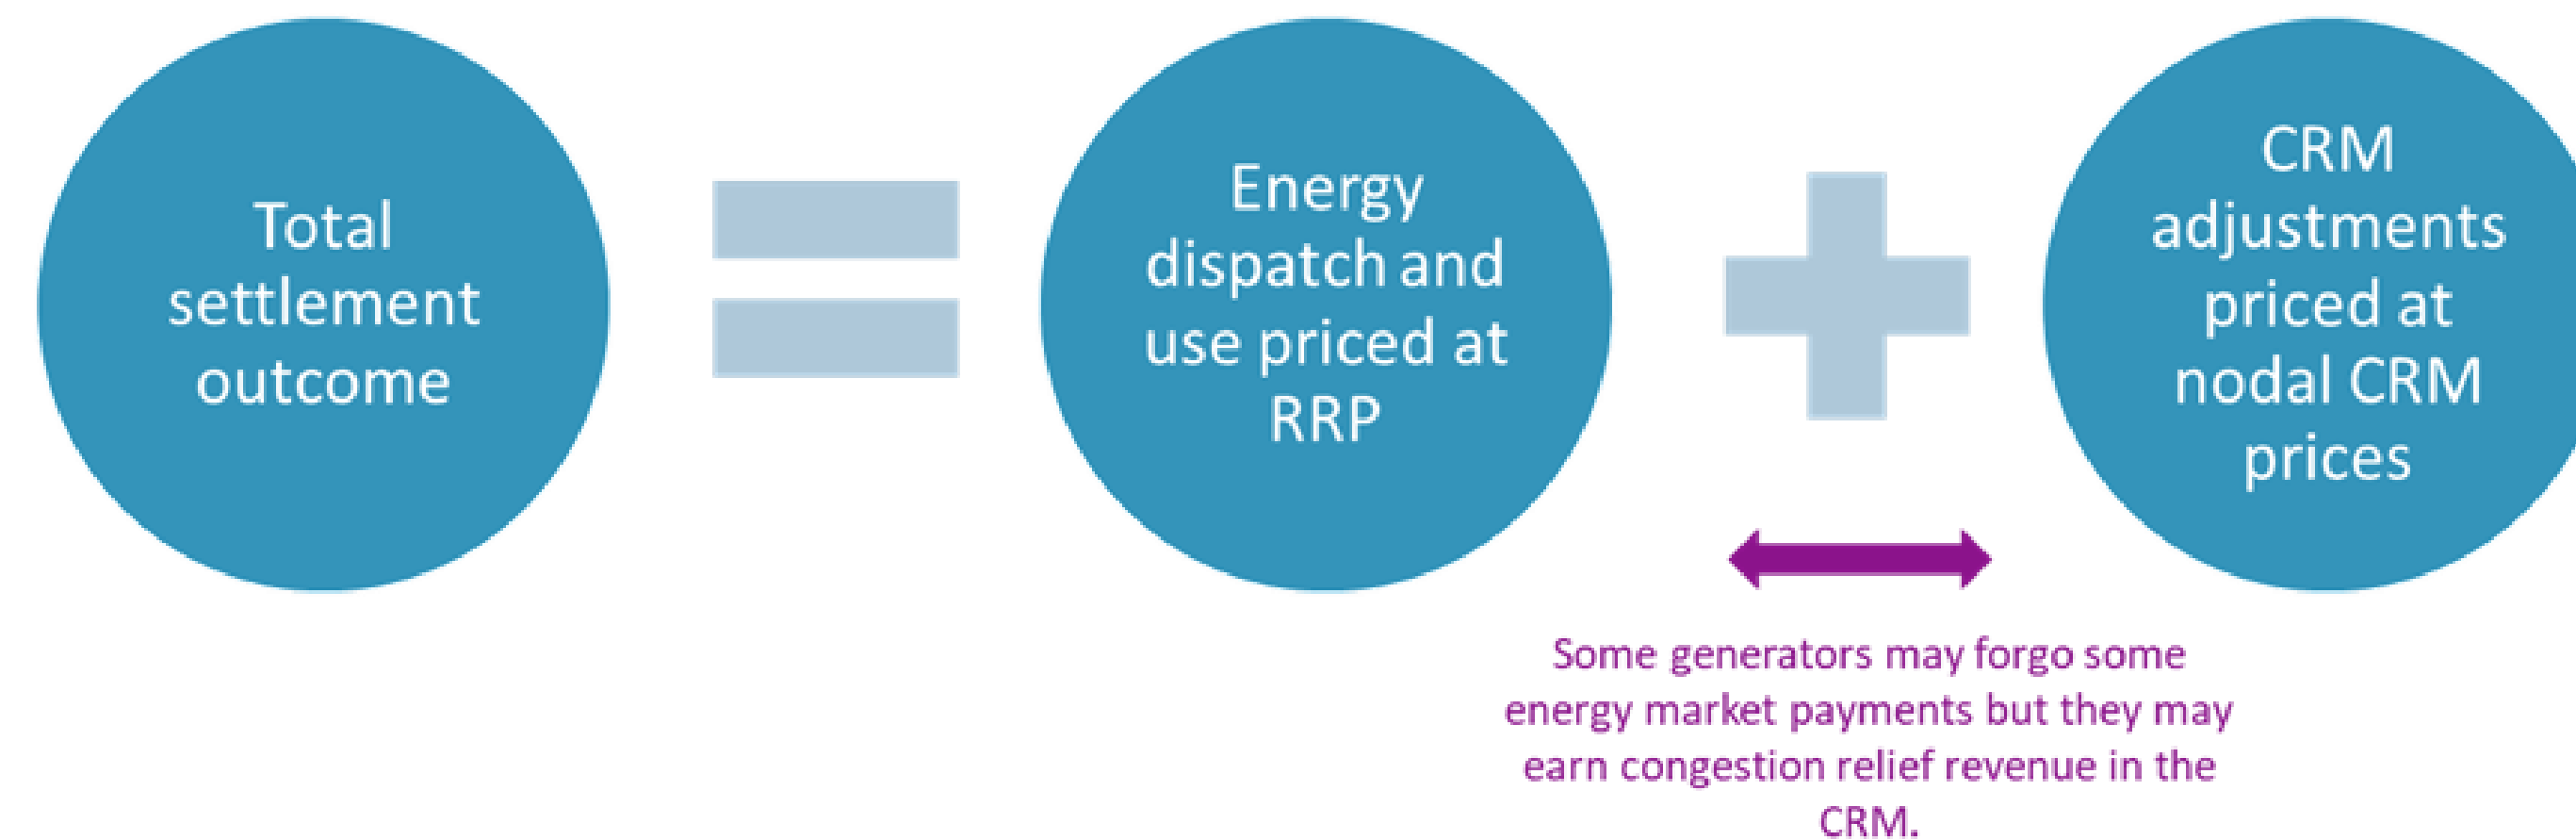 Total
settlement
outcome
Energy
dispatch and
use priced at
RRP
CRM
adjustments
priced at
nodal CRM
prices
Some generators may forgo some
energy market payments but they may
earn congestion relief revenue in the
CRM.